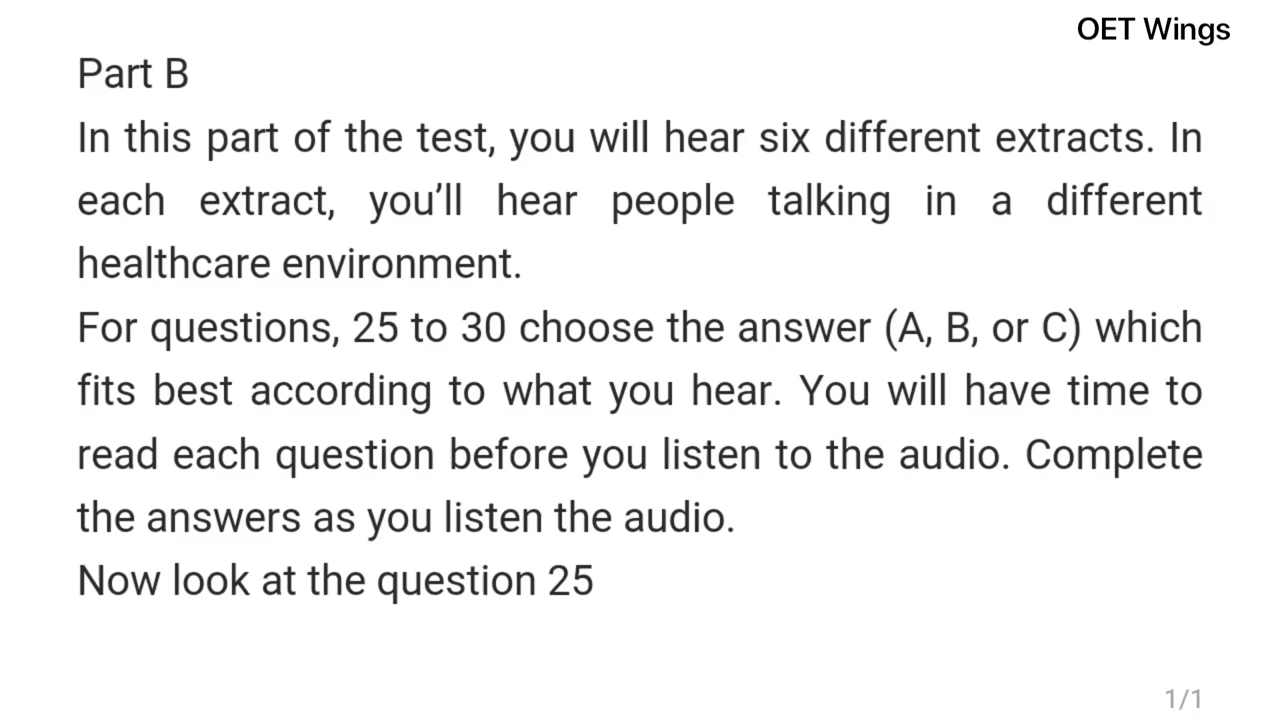 OET Wings
Part B
In this part of the test, you will hear six different extracts. In
each extract, you’ll hear people talking in a different
healthcare environment.
For questions, 25 to 30 choose the answer (A, B, or C) which
fits best according to what you hear. You will have time to
read each question before you listen to the audio. Complete
the answers as you listen the audio.
Now look at the question 25
1/1